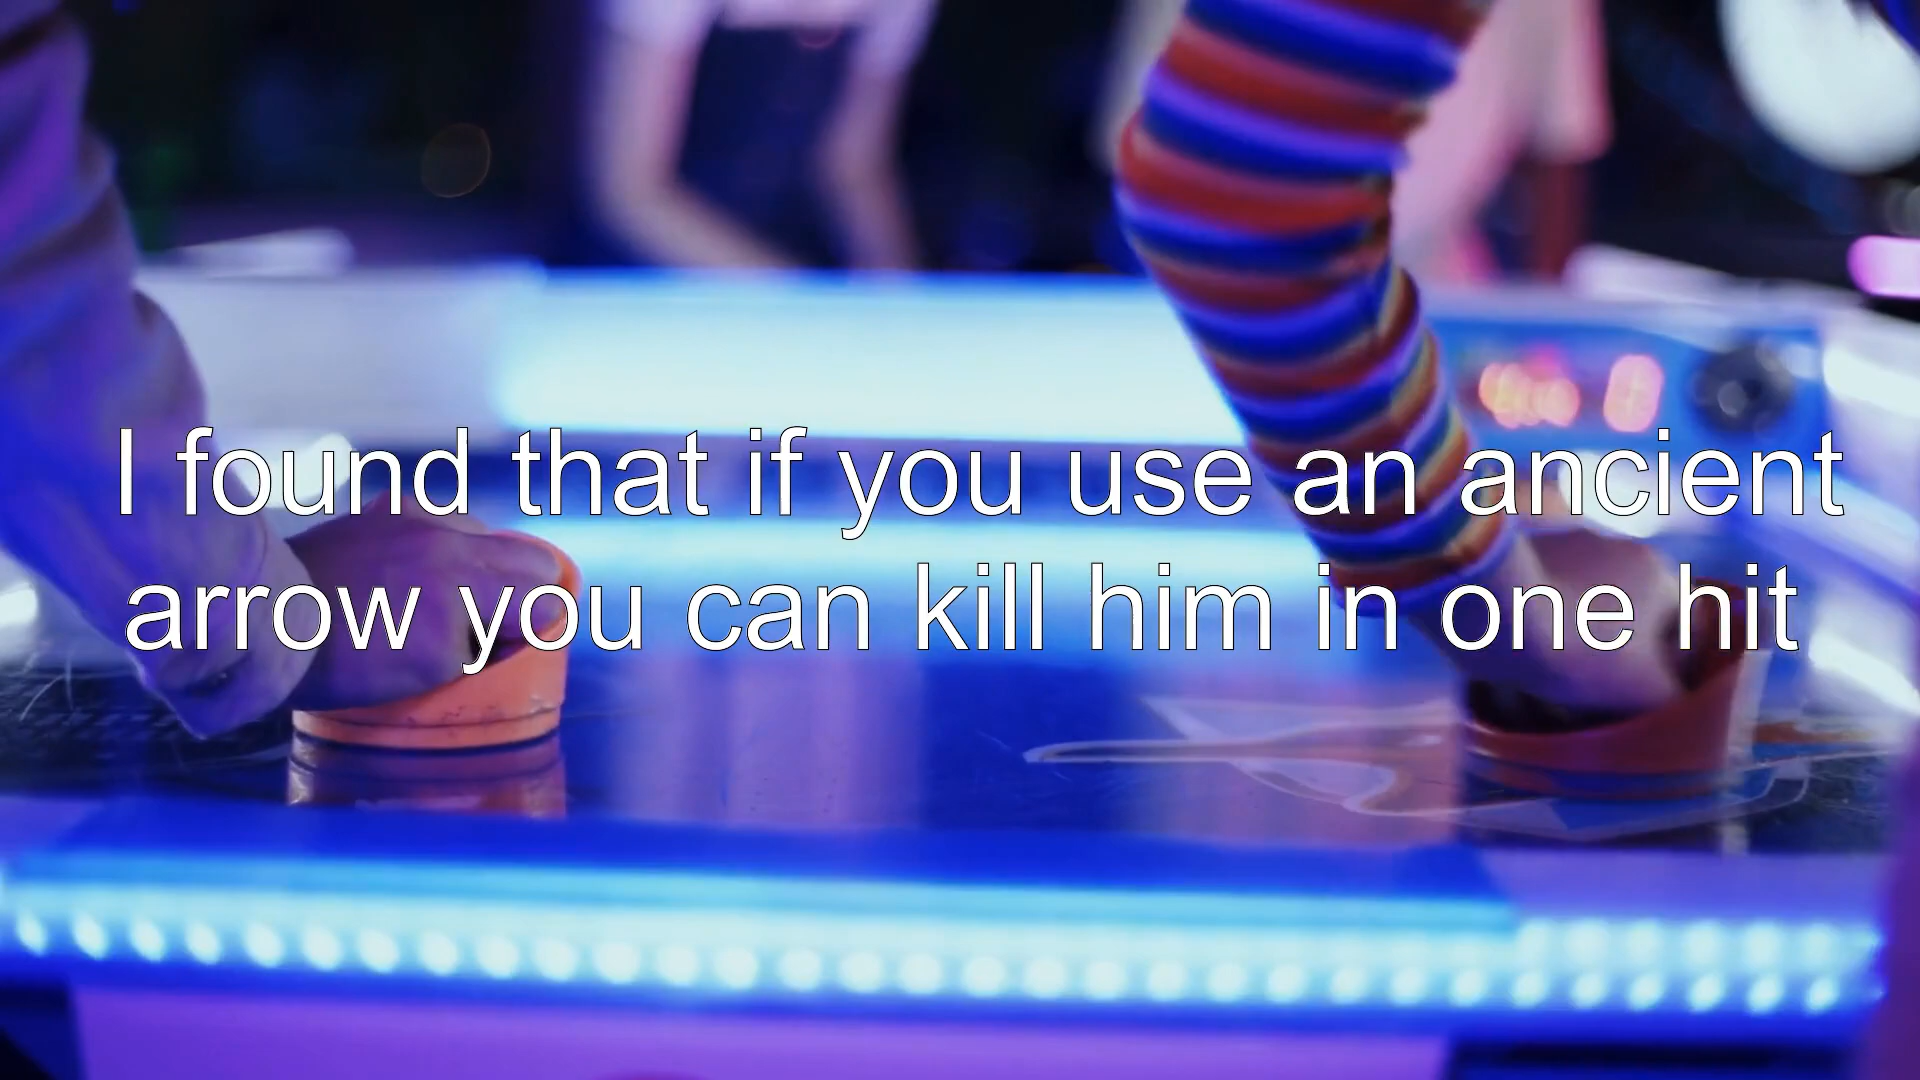 I found that if you use an ancient
arrow you can kill him in one hit